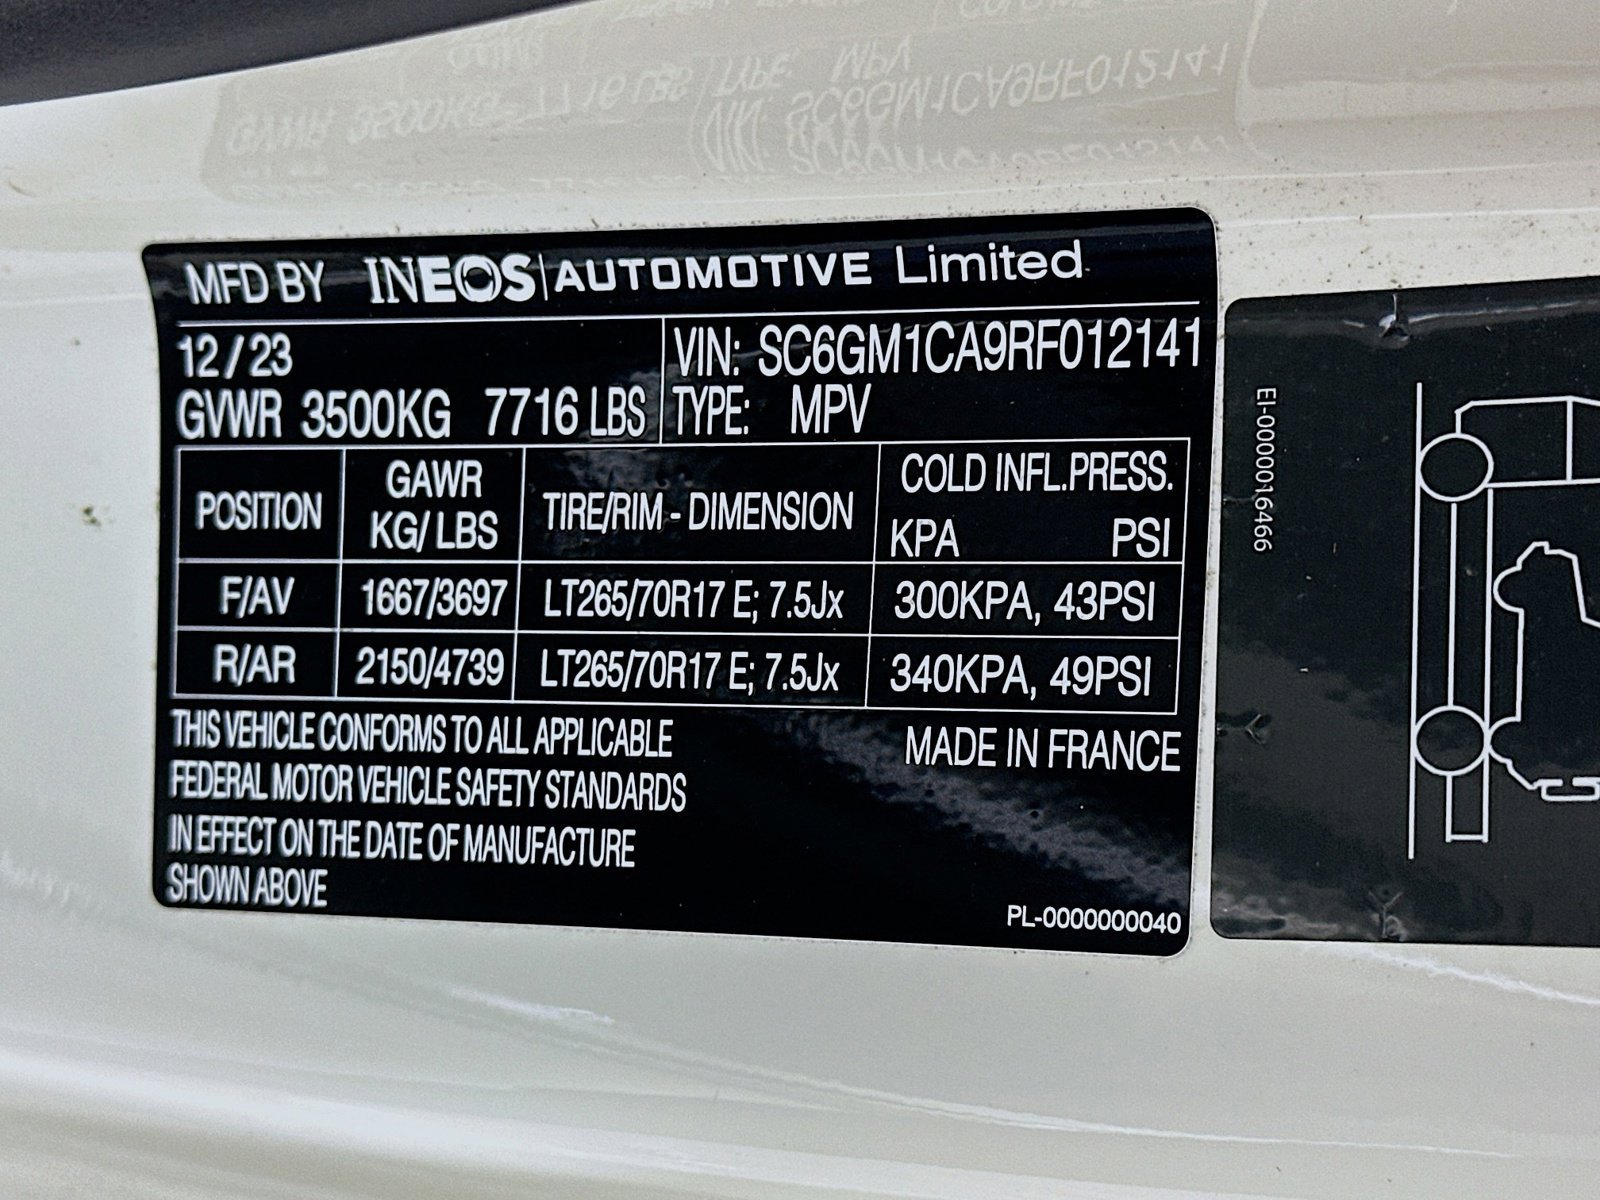 MFD BY INEOS | AUTOMOTIVE Limited
12/23
GVWR 3500KG 7716 LBS
VIN: SC6GM1CA9RF012141
TYPE: MPV
POSITION GAWR KG/LBS TIRE/RIM - DIMENSION COLD INFL.PRESS. KPA PSI
F/AV 1667/3697 LT265/70R17 E; 7.5Jx 300KPA, 43PSI
R/AR 2150/4739 LT265/70R17 E; 7.5Jx 340KPA, 49PSI
THIS VEHICLE CONFORMS TO ALL APPLICABLE
FEDERAL MOTOR VEHICLE SAFETY STANDARDS
IN EFFECT ON THE DATE OF MANUFACTURE
SHOWN ABOVE
MADE IN FRANCE
PL-0000000040
EI-0000016466